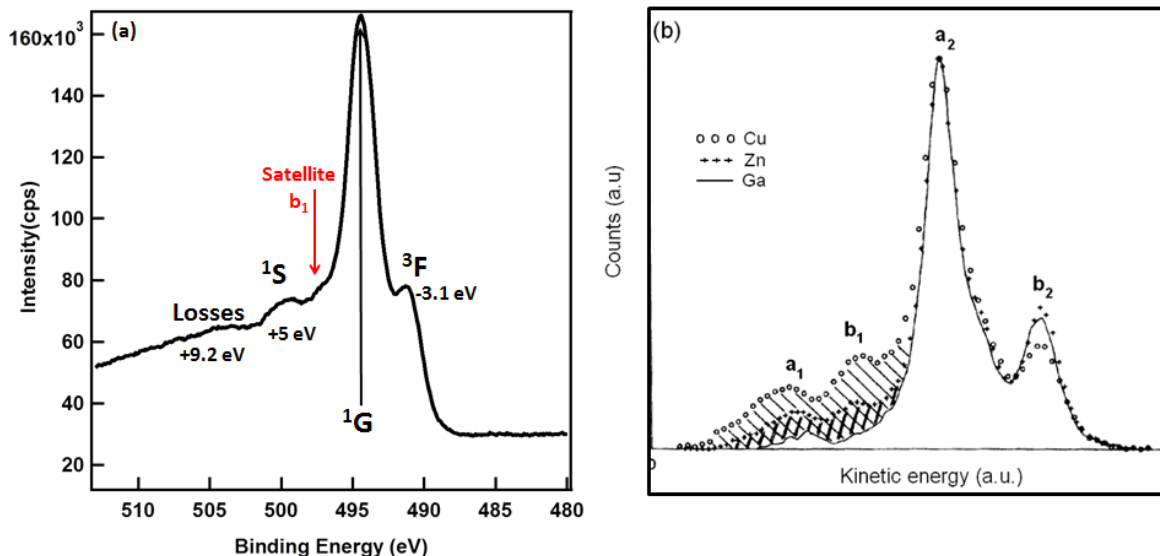 (a)
160x10³
140
120
100
80
60
40
20
Intensity(cps)
Satellite
b₁
¹S
³F
-3.1 eV
Losses
+5 eV
+9.2 eV
¹G
510
505
500
495
490
485
480
Binding Energy (eV)
(b)
a₂
o o o Cu
+++ Zn
— Ga
Counts (a.u)
b₂
b₁
a₁
0
Kinetic energy (a.u.)